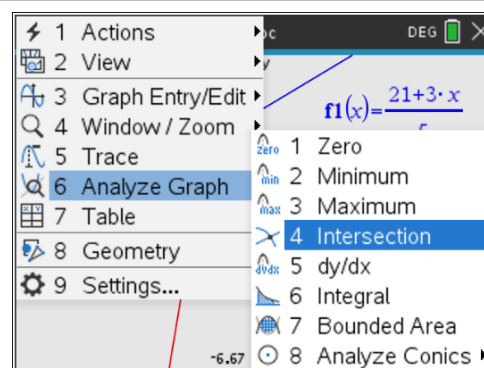 1 Actions
2 View
3 Graph Entry/Edit
4 Window / Zoom
5 Trace
6 Analyze Graph
7 Table
8 Geometry
9 Settings...
DEG
y
f1(x)=21+3·x
zero 1 Zero
min 2 Minimum
max 3 Maximum
4 Intersection
dy/dx 5 dy/dx
6 Integral
7 Bounded Area
8 Analyze Conics
-6.67